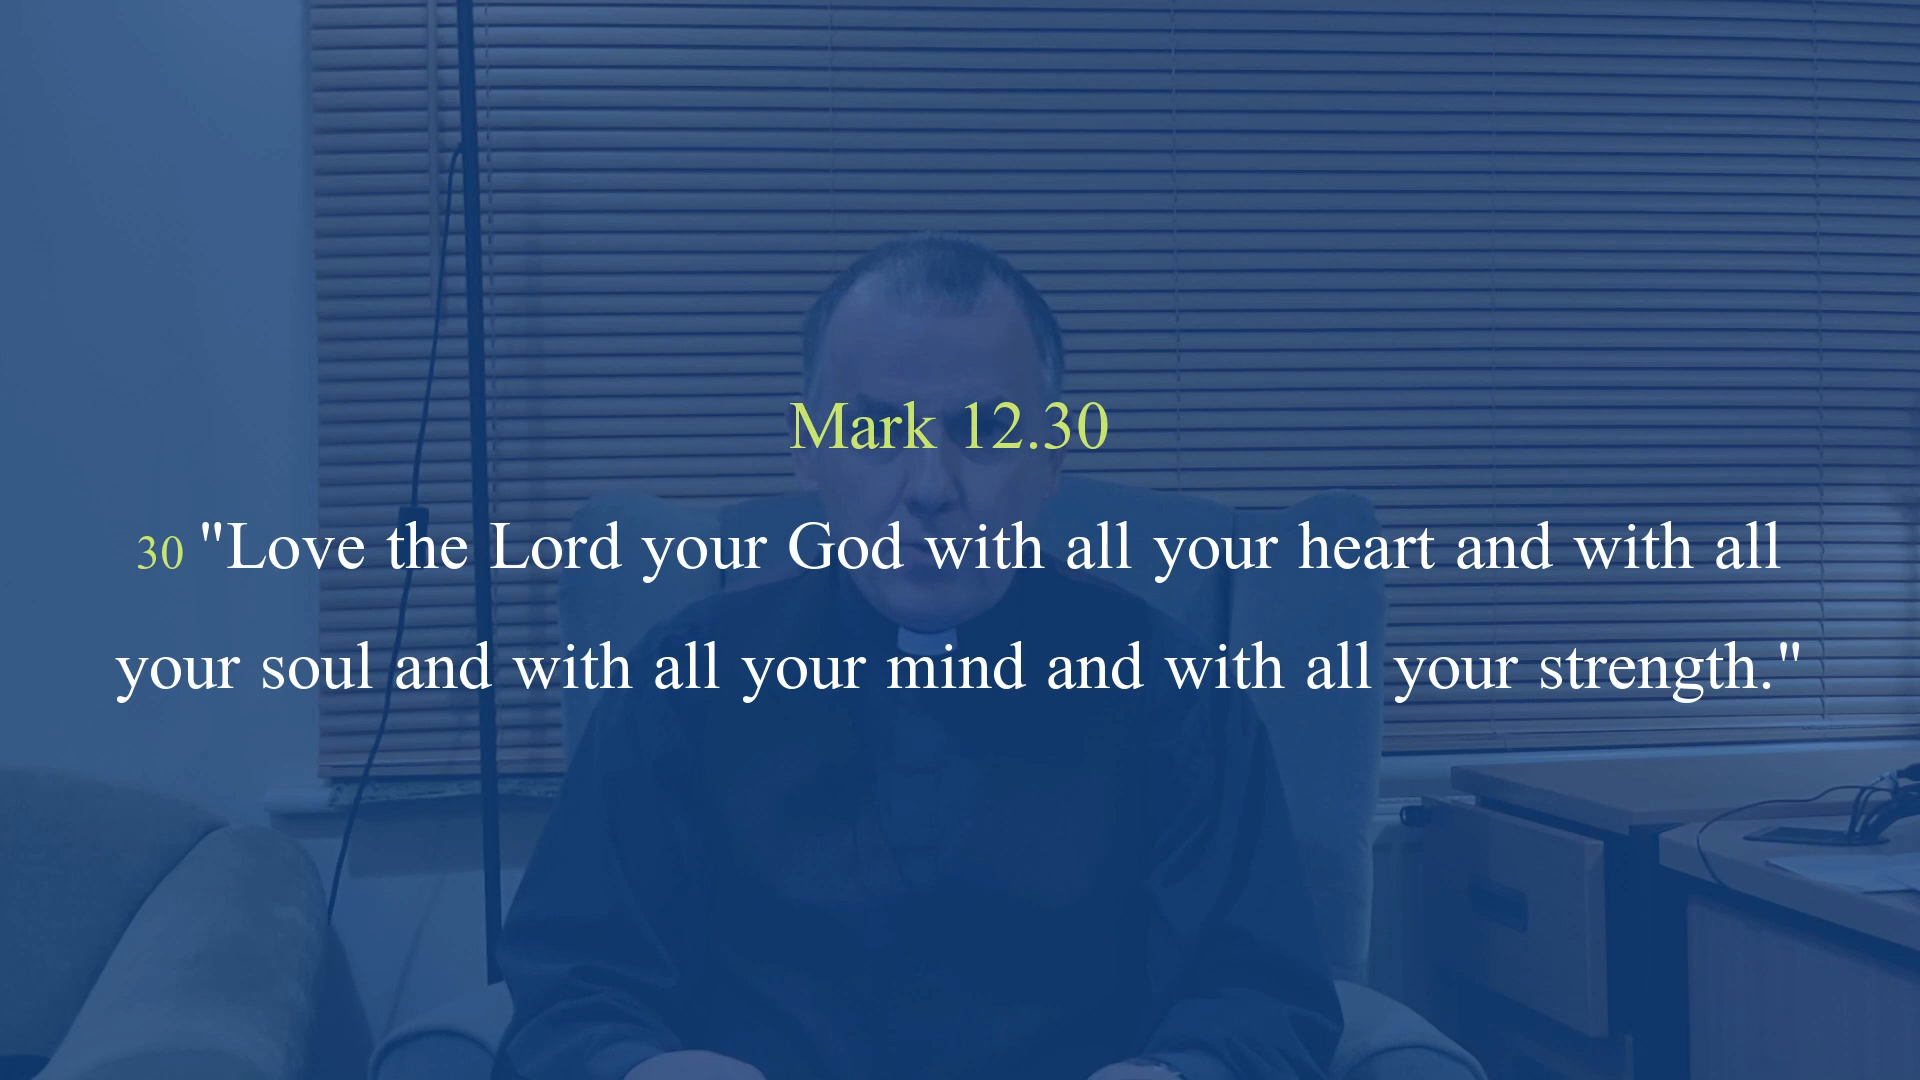 Mark 12.30
30 "Love the Lord your God with all your heart and with all
your soul and with all your mind and with all your strength."